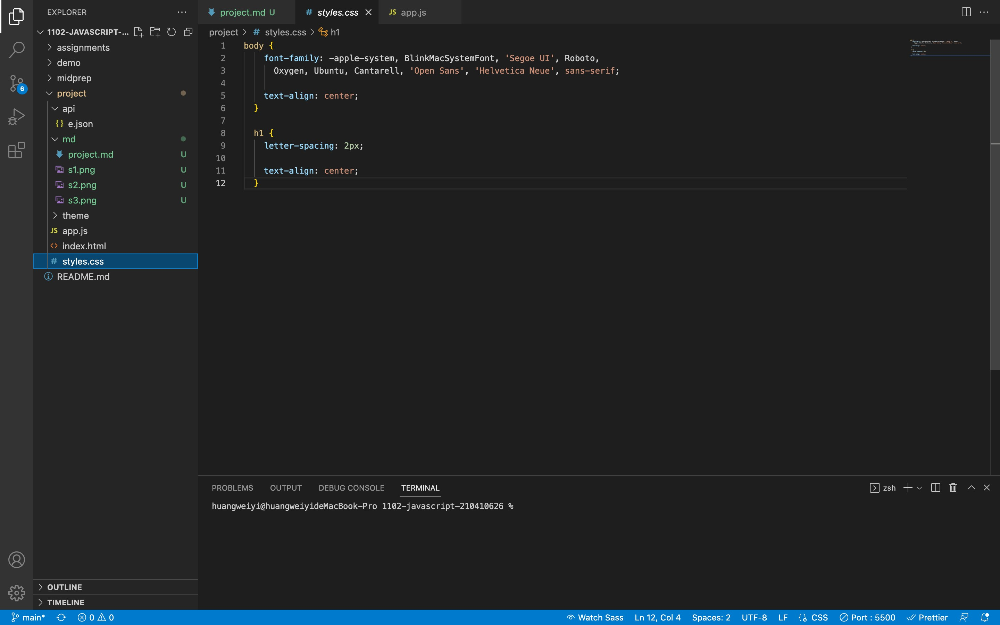 EXPLORER
1102-JAVASCRIPT-...
assignments
demo
midprep
project
api
{} e.json
md
project.md U
s1.png U
s2.png U
s3.png U
theme
JS app.js
<> index.html
# styles.css
README.md
OUTLINE
TIMELINE
6
project.md U
# styles.css
JS app.js
project > # styles.css > h1
1 body {
2 font-family: -apple-system, BlinkMacSystemFont, 'Segoe UI', Roboto,
3 Oxygen, Ubuntu, Cantarell, 'Open Sans', 'Helvetica Neue', sans-serif;
4
5 text-align: center;
6 }
7
8 h1 {
9 letter-spacing: 2px;
10
11 text-align: center;
12 }
PROBLEMS OUTPUT DEBUG CONSOLE TERMINAL
zsh
huangweiyi@huangweiyideMacBook-Pro 1102-javascript-210410626 %
main* 0 0 Watch Sass Ln 12, Col 4 Spaces: 2 UTF-8 LF {} CSS Port : 5500 Prettier